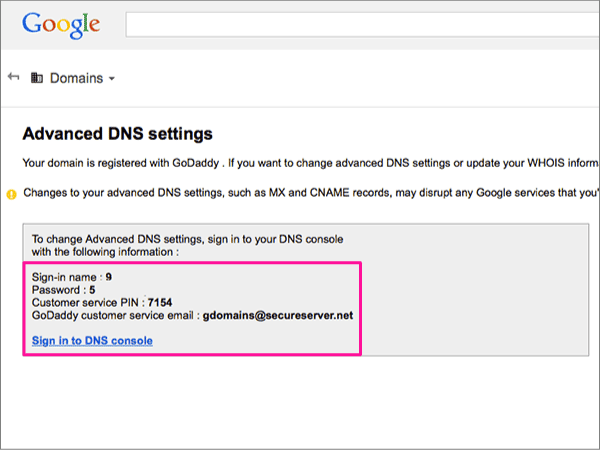 Google
Domains
Advanced DNS settings
Your domain is registered with GoDaddy . If you want to change advanced DNS settings or update your WHOIS inform
Changes to your advanced DNS settings, such as MX and CNAME records, may disrupt any Google services that you'
To change Advanced DNS settings, sign in to your DNS console
with the following information :
Sign-in name : 9
Password : 5
Customer service PIN : 7154
GoDaddy customer service email : gdomains@secureserver.net
Sign in to DNS console